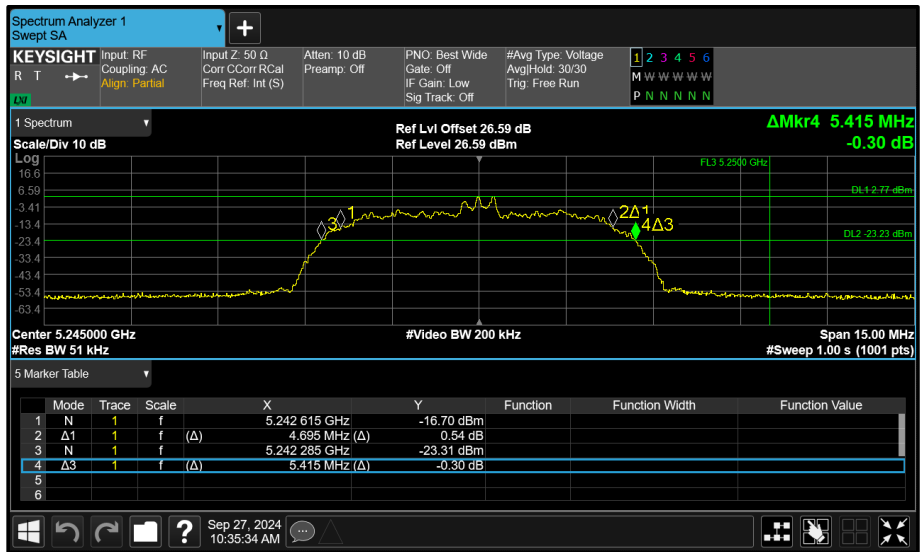 Spectrum Analyzer 1
Swept SA
KEYSIGHT
R T
LXI
Input: RF
Coupling: AC
Align: Partial
Input Z: 50 Ω
Corr CCorr RCal
Freq Ref: Int (S)
Atten: 10 dB
Preamp: Off
PNO: Best Wide
Gate: Off
IF Gain: Low
Sig Track: Off
#Avg Type: Voltage
Avg|Hold: 30/30
Trig: Free Run
1 2 3 4 5 6
M W W W W W
P N N N N N
1 Spectrum
Scale/Div 10 dB
Ref Lvl Offset 26.59 dB
Ref Level 26.59 dBm
ΔMkr4 5.415 MHz
-0.30 dB
Log
FL3 5.2500 GHz
16.6
6.59
DL1 2.77 dBm
-3.41
1
2Δ1
-13.4
3
4Δ3
DL2 -23.23 dBm
-23.4
-33.4
-43.4
-53.4
-63.4
Center 5.245000 GHz
#Video BW 200 kHz
Span 15.00 MHz
#Res BW 51 kHz
#Sweep 1.00 s (1001 pts)
5 Marker Table
Mode Trace Scale X Y Function Function Width Function Value
1 N 1 f 5.242 615 GHz -16.70 dBm
2 Δ1 1 f (Δ) 4.695 MHz (Δ) 0.54 dB
3 N 1 f 5.242 285 GHz -23.31 dBm
4 Δ3 1 f (Δ) 5.415 MHz (Δ) -0.30 dB
5
6
?
Sep 27, 2024
10:35:34 AM